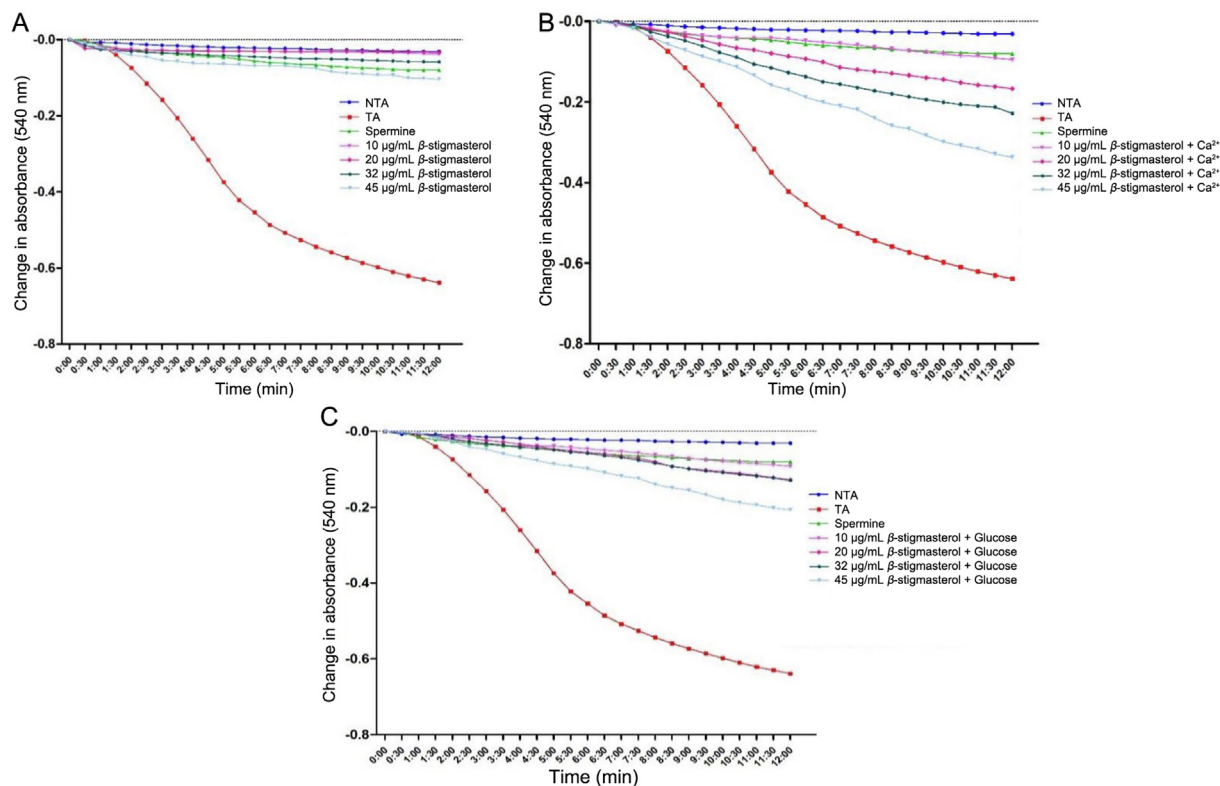 A
Change in absorbance (540 nm)
-0.0
-0.2
-0.4
-0.6
-0.8
NTA
TA
Spermine
10 µg/mL β-stigmasterol
20 µg/mL β-stigmasterol
32 µg/mL β-stigmasterol
45 µg/mL β-stigmasterol
0:00 0:30 1:00 1:30 2:00 2:30 3:00 3:30 4:00 4:30 5:00 5:30 6:00 6:30 7:00 7:30 8:00 8:30 9:00 9:30 10:00 10:30 11:00 11:30 12:00
Time (min)
B
Change in absorbance (540 nm)
-0.0
-0.2
-0.4
-0.6
-0.8
NTA
TA
Spermine
10 µg/mL β-stigmasterol + Ca²⁺
20 µg/mL β-stigmasterol + Ca²⁺
32 µg/mL β-stigmasterol + Ca²⁺
45 µg/mL β-stigmasterol + Ca²⁺
0:00 0:30 1:00 1:30 2:00 2:30 3:00 3:30 4:00 4:30 5:00 5:30 6:00 6:30 7:00 7:30 8:00 8:30 9:00 9:30 10:00 10:30 11:00 11:30 12:00
Time (min)
C
Change in absorbance (540 nm)
-0.0
-0.2
-0.4
-0.6
-0.8
NTA
TA
Spermine
10 µg/mL β-stigmasterol + Glucose
20 µg/mL β-stigmasterol + Glucose
32 µg/mL β-stigmasterol + Glucose
45 µg/mL β-stigmasterol + Glucose
0:00 0:30 1:00 1:30 2:00 2:30 3:00 3:30 4:00 4:30 5:00 5:30 6:00 6:30 7:00 7:30 8:00 8:30 9:00 9:30 10:00 10:30 11:00 11:30 12:00
Time (min)